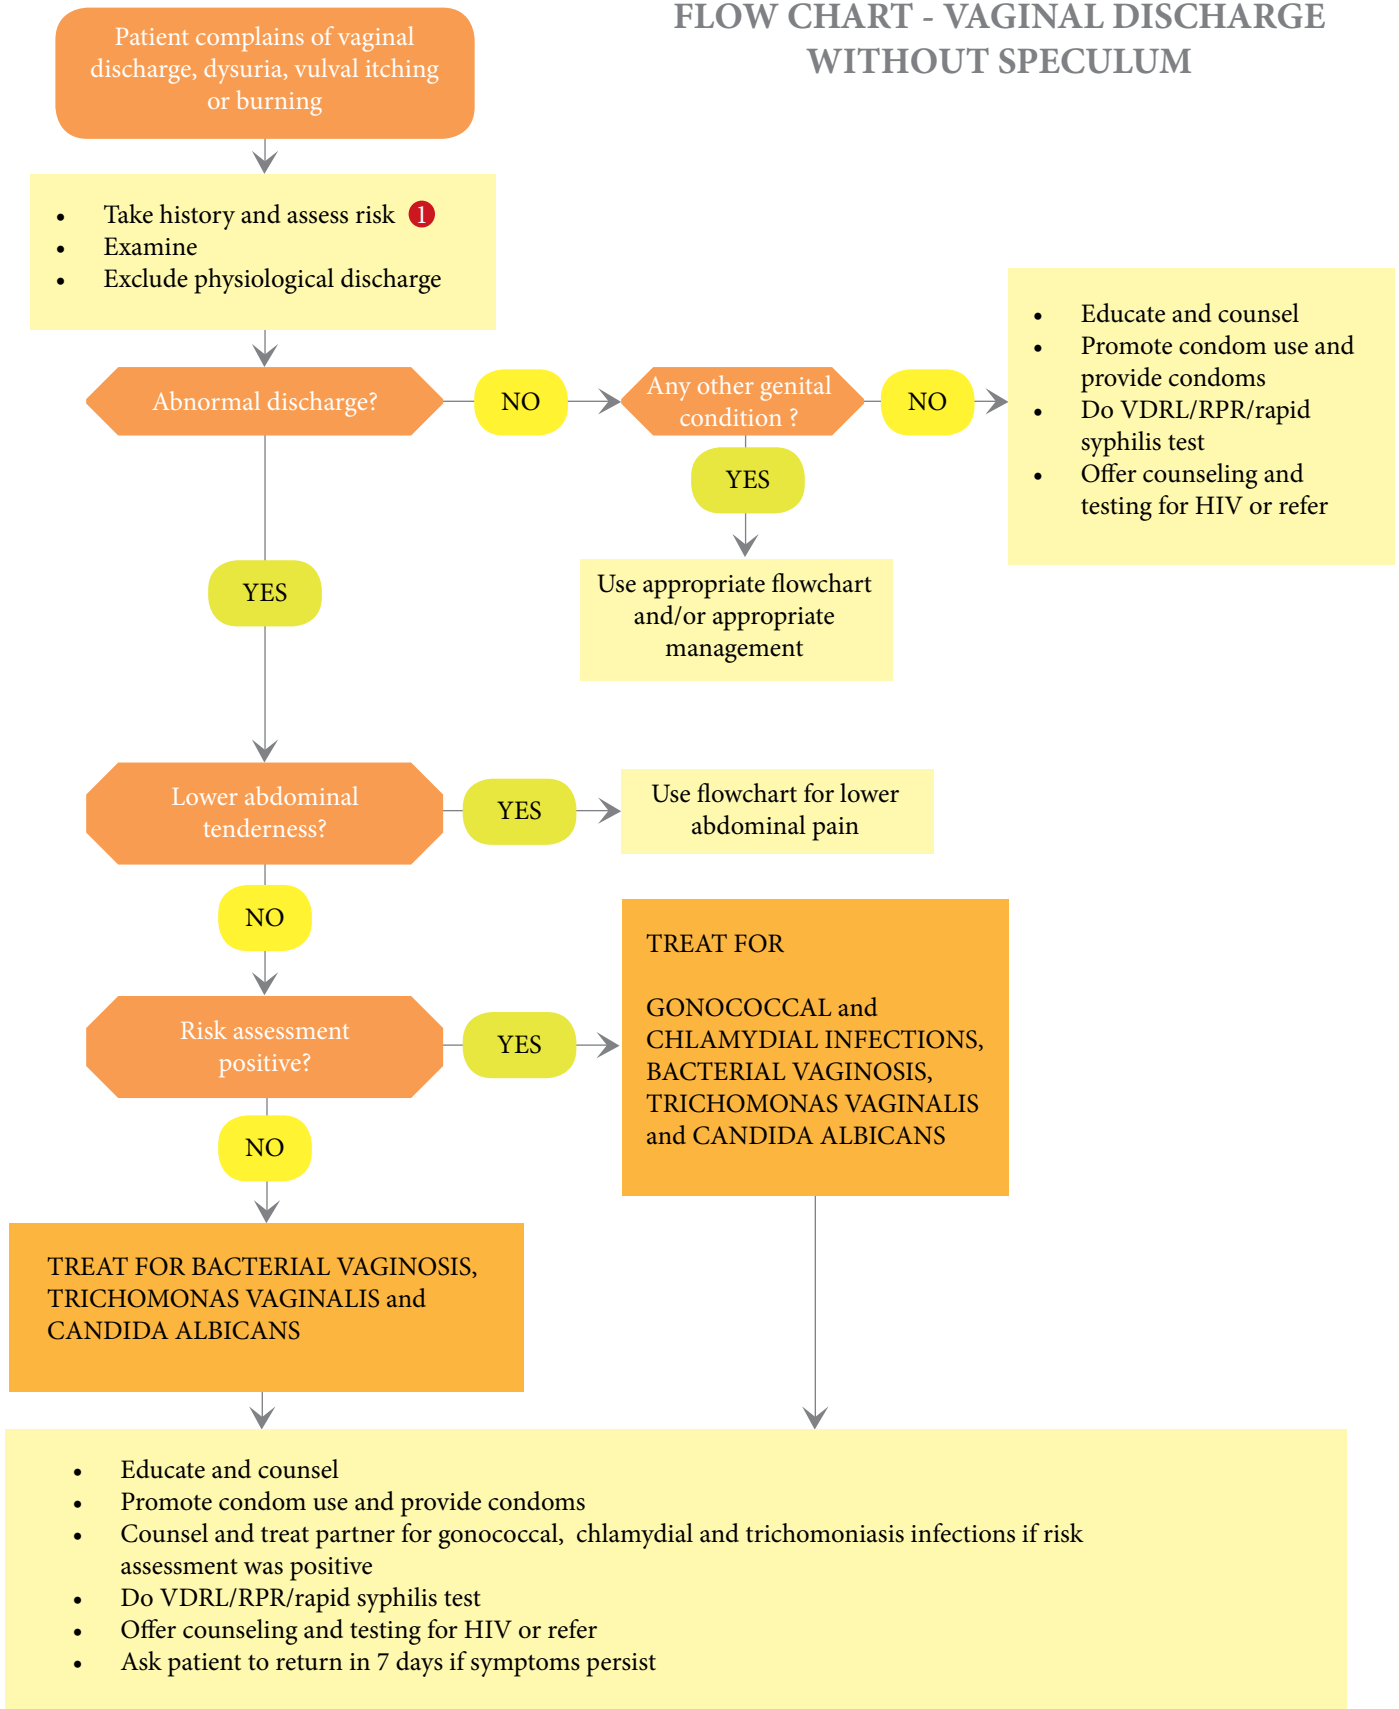 FLOW CHART - VAGINAL DISCHARGE
WITHOUT SPECULUM
Patient complains of vaginal
discharge, dysuria, vulval itching
or burning
• Take history and assess risk 1
• Examine
• Exclude physiological discharge
Abnormal discharge?
NO
Any other genital
condition ?
NO
• Educate and counsel
• Promote condom use and
provide condoms
• Do VDRL/RPR/rapid
syphilis test
• Offer counseling and
testing for HIV or refer
YES
Use appropriate flowchart
and/or appropriate
management
YES
Lower abdominal
tenderness?
YES
Use flowchart for lower
abdominal pain
NO
Risk assessment
positive?
YES
TREAT FOR
GONOCOCCAL and
CHLAMYDIAL INFECTIONS,
BACTERIAL VAGINOSIS,
TRICHOMONAS VAGINALIS
and CANDIDA ALBICANS
NO
TREAT FOR BACTERIAL VAGINOSIS,
TRICHOMONAS VAGINALIS and
CANDIDA ALBICANS
• Educate and counsel
• Promote condom use and provide condoms
• Counsel and treat partner for gonococcal, chlamydial and trichomoniasis infections if risk
assessment was positive
• Do VDRL/RPR/rapid syphilis test
• Offer counseling and testing for HIV or refer
• Ask patient to return in 7 days if symptoms persist